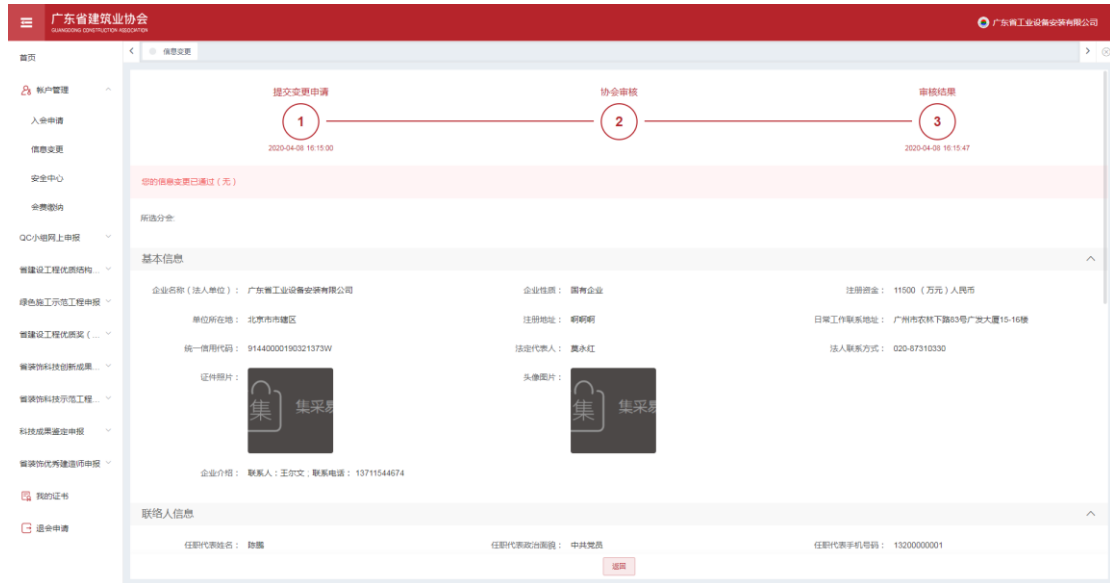 广东省建筑业协会
GUANGDONG CONSTRUCTION ASSOCIATION
广东省工业设备安装有限公司
首页
信息变更
帐户管理
入会申请
信息变更
安全中心
会费缴纳
QC小组网上申报
省建设工程优质结构...
绿色施工示范工程申报
省建设工程优质奖（...
省装饰科技创新成果...
省装饰科技示范工程...
科技成果鉴定申报
省装饰优秀建造师申报
我的证书
退会申请
提交变更申请
协会审核
审核结果
1
2
3
2020-04-08 16:15:00
2020-04-08 16:15:47
您的信息变更已通过（无）
所选分会:
基本信息
企业名称（法人单位）： 广东省工业设备安装有限公司
企业性质： 国有企业
注册资金： 11500 （万元）人民币
单位所在地： 北京市市辖区
注册地址： 啊啊啊
日常工作联系地址： 广州市农林下路83号广发大厦15-16楼
统一信用代码： 91440000190321373W
法定代表人： 莫永红
法人联系方式： 020-87310330
证件照片：
集 集采易
头像图片：
集 集采易
企业介绍： 联系人：王尔文；联系电话： 13711544674
联络人信息
任职代表姓名： 陈鹏
任职代表政治面貌： 中共党员
任职代表手机号码： 13200000001
返回